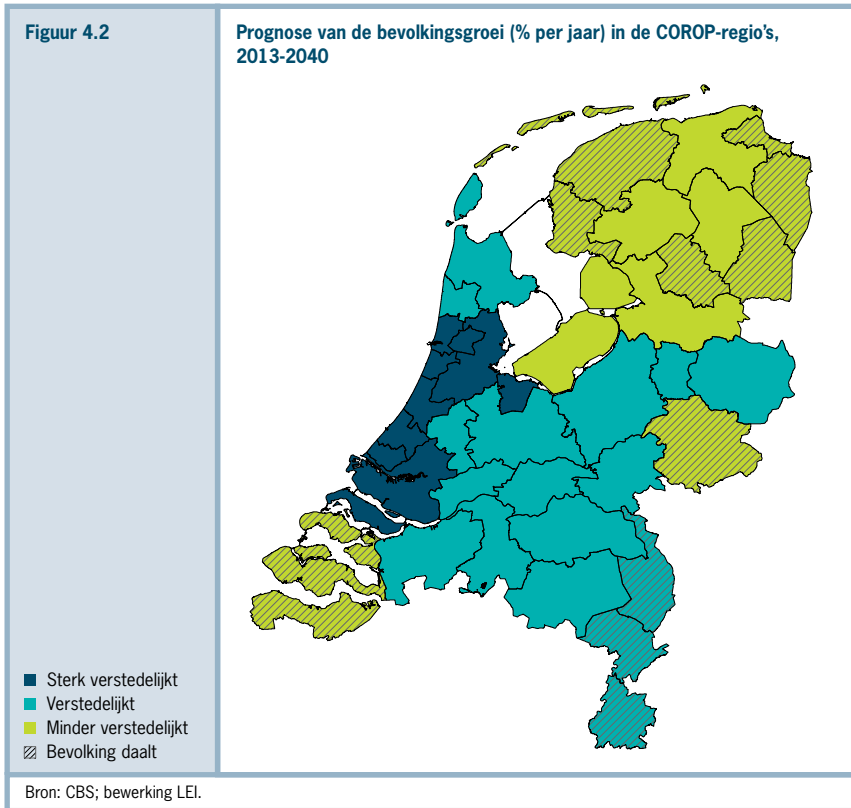 Figuur 4.2
Prognose van de bevolkingsgroei (% per jaar) in de COROP-regio's,
2013-2040
Sterk verstedelijkt
Verstedelijkt
Minder verstedelijkt
Bevolking daalt
Bron: CBS; bewerking LEI.